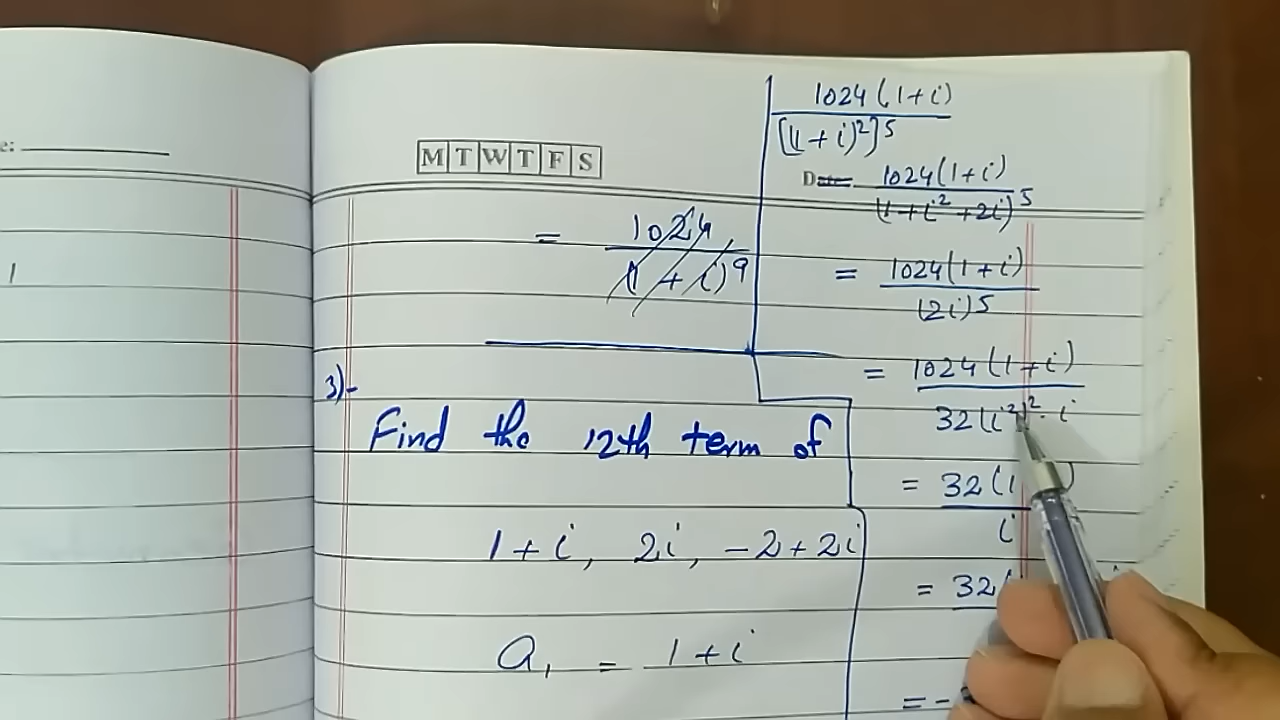 e:
M T W T F S
1
= 1024 / (1 + i)^9
1024 (1 + i) / [(1 + i)^2]^5
Date: 1024 (1 + i) / (1 + i^2 + 2i)^5
= 1024 (1 + i) / (2i)^5
= 1024 (1 + i) / 32 (i^2)^2 . i
= 32 (1 ) / i
= 32
= -
3)-
Find the 12th term of
1 + i, 2i, -2 + 2i
a1 = 1 + i